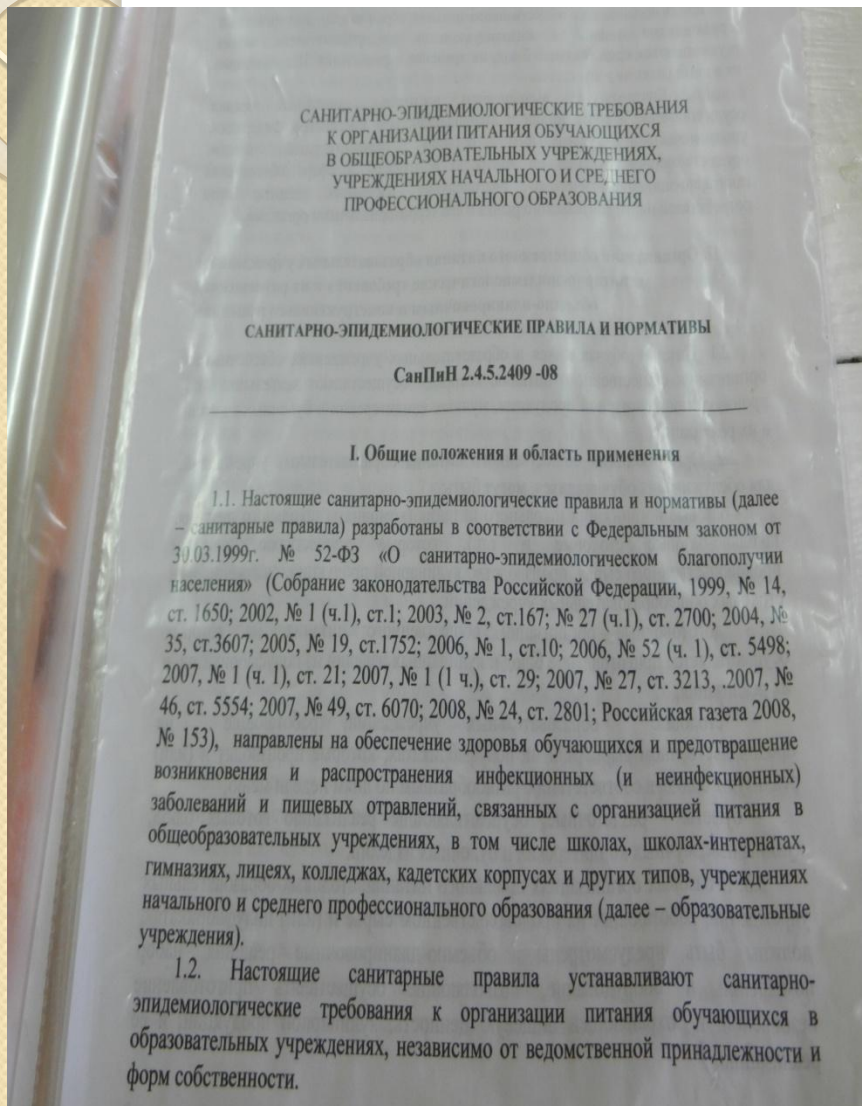 САНИТАРНО-ЭПИДЕМИОЛОГИЧЕСКИЕ ТРЕБОВАНИЯ
К ОРГАНИЗАЦИИ ПИТАНИЯ ОБУЧАЮЩИХСЯ
В ОБЩЕОБРАЗОВАТЕЛЬНЫХ УЧРЕЖДЕНИЯХ,
УЧРЕЖДЕНИЯХ НАЧАЛЬНОГО И СРЕДНЕГО
ПРОФЕССИОНАЛЬНОГО ОБРАЗОВАНИЯ
САНИТАРНО-ЭПИДЕМИОЛОГИЧЕСКИЕ ПРАВИЛА И НОРМАТИВЫ
СанПиН 2.4.5.2409 -08
I. Общие положения и область применения
1.1. Настоящие санитарно-эпидемиологические правила и нормативы (далее
– санитарные правила) разработаны в соответствии с Федеральным законом от
30.03.1999г. № 52-ФЗ «О санитарно-эпидемиологическом благополучии
населения» (Собрание законодательства Российской Федерации, 1999, № 14,
ст. 1650; 2002, № 1 (ч.1), ст.1; 2003, № 2, ст.167; № 27 (ч.1), ст. 2700; 2004, №
35, ст.3607; 2005, № 19, ст.1752; 2006, № 1, ст.10; 2006, № 52 (ч. 1), ст. 5498;
2007, № 1 (ч. 1), ст. 21; 2007, № 1 (1 ч.), ст. 29; 2007, № 27, ст. 3213, .2007, №
46, ст. 5554; 2007, № 49, ст. 6070; 2008, № 24, ст. 2801; Российская газета 2008,
№ 153), направлены на обеспечение здоровья обучающихся и предотвращение
возникновения и распространения инфекционных (и неинфекционных)
заболеваний и пищевых отравлений, связанных с организацией питания в
общеобразовательных учреждениях, в том числе школах, школах-интернатах,
гимназиях, лицеях, колледжах, кадетских корпусах и других типов, учреждениях
начального и среднего профессионального образования (далее – образовательные
учреждения).
1.2. Настоящие санитарные правила устанавливают санитарно-
эпидемиологические требования к организации питания обучающихся в
образовательных учреждениях, независимо от ведомственной принадлежности и
форм собственности.